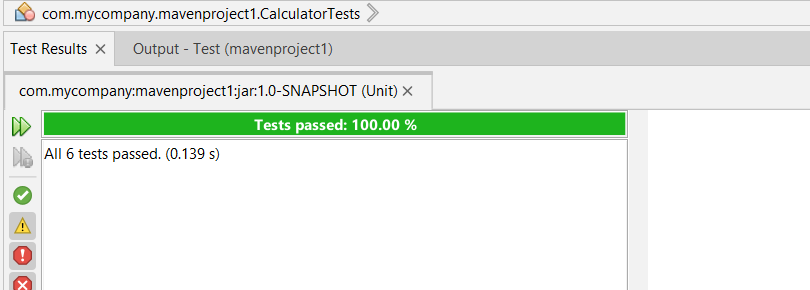 com.mycompany.mavenproject1.CalculatorTests
Test Results Output - Test (mavenproject1)
com.mycompany:mavenproject1:jar:1.0-SNAPSHOT (Unit)
Tests passed: 100.00 %
All 6 tests passed. (0.139 s)